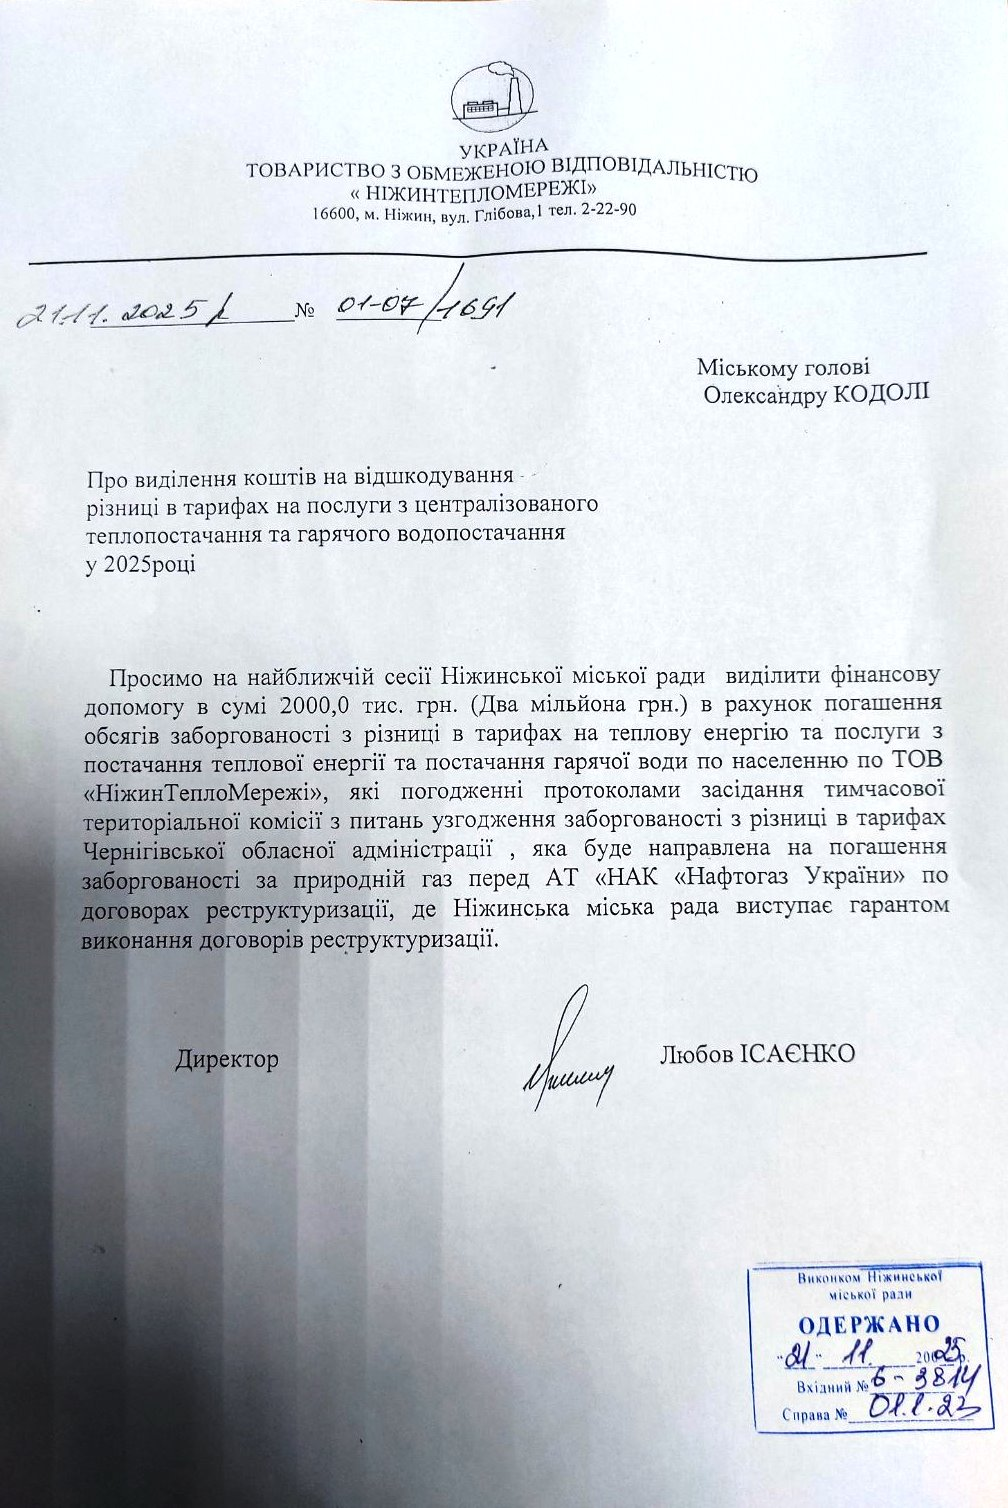 УКРАЇНА
ТОВАРИСТВО З ОБМЕЖЕНОЮ ВІДПОВІДАЛЬНІСТЮ
« НІЖИНТЕПЛОМЕРЕЖІ»
16600, м. Ніжин, вул. Глібова,1 тел. 2-22-90
21.11. 2025 р. № 01-07/1691
Міському голові
Олександру КОДОЛІ
Про виділення коштів на відшкодування
різниці в тарифах на послуги з централізованого
теплопостачання та гарячого водопостачання
у 2025році
Просимо на найближчій сесії Ніжинської міської ради виділити фінансову
допомогу в сумі 2000,0 тис. грн. (Два мільйона грн.) в рахунок погашення
обсягів заборгованості з різниці в тарифах на теплову енергію та послуги з
постачання теплової енергії та постачання гарячої води по населенню по ТОВ
«НіжинТеплоМережі», які погодженні протоколами засідання тимчасової
територіальної комісії з питань узгодження заборгованості з різниці в тарифах
Чернігівської обласної адміністрації , яка буде направлена на погашення
заборгованості за природній газ перед АТ «НАК «Нафтогаз України» по
договорах реструктуризації, де Ніжинська міська рада виступає гарантом
виконання договорів реструктуризації.
Директор Любов ІСАЄНКО
Виконком Ніжинської
міської ради
ОДЕРЖАНО
"21" 11. 2025р.
Вхідний № 6-3814
Справа № 01.1-23